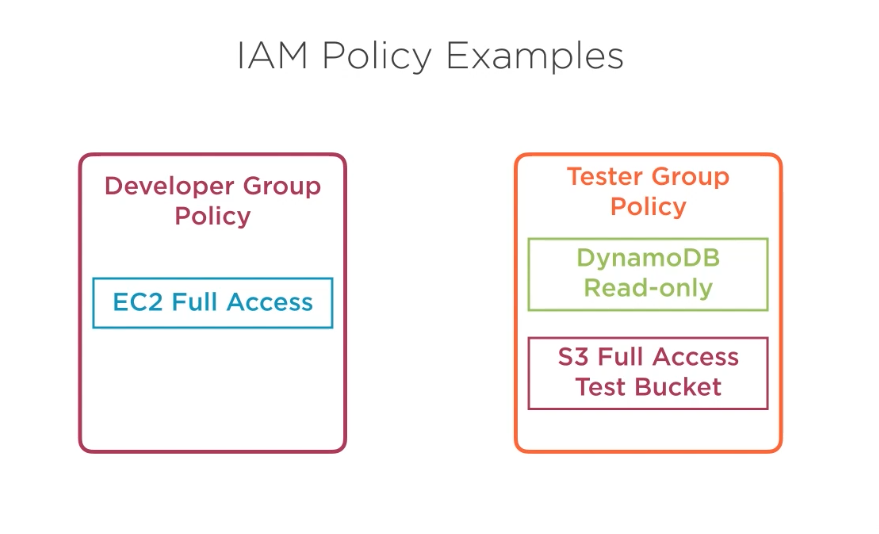 IAM Policy Examples
Developer Group
Policy
EC2 Full Access
Tester Group
Policy
DynamoDB
Read-only
S3 Full Access
Test Bucket